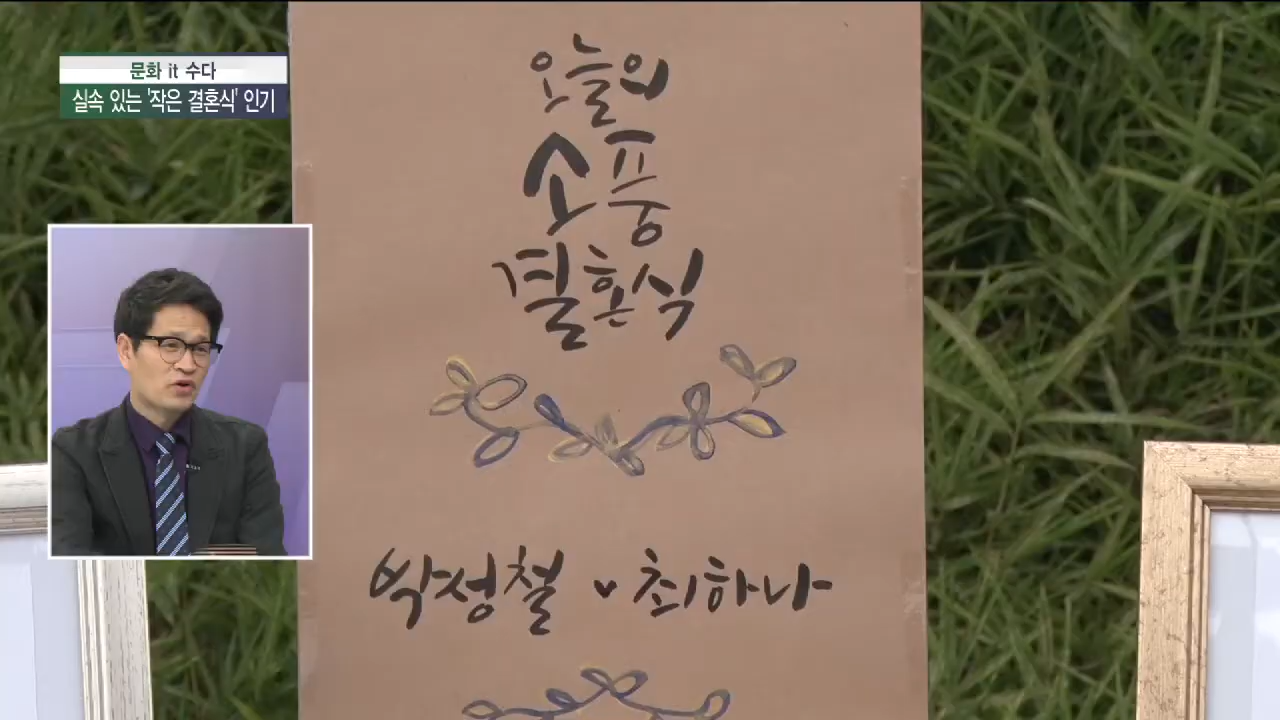 문화 it 수다
실속 있는 '작은 결혼식' 인기
오늘의
소풍
결혼식
박성철 ♥ 최하나